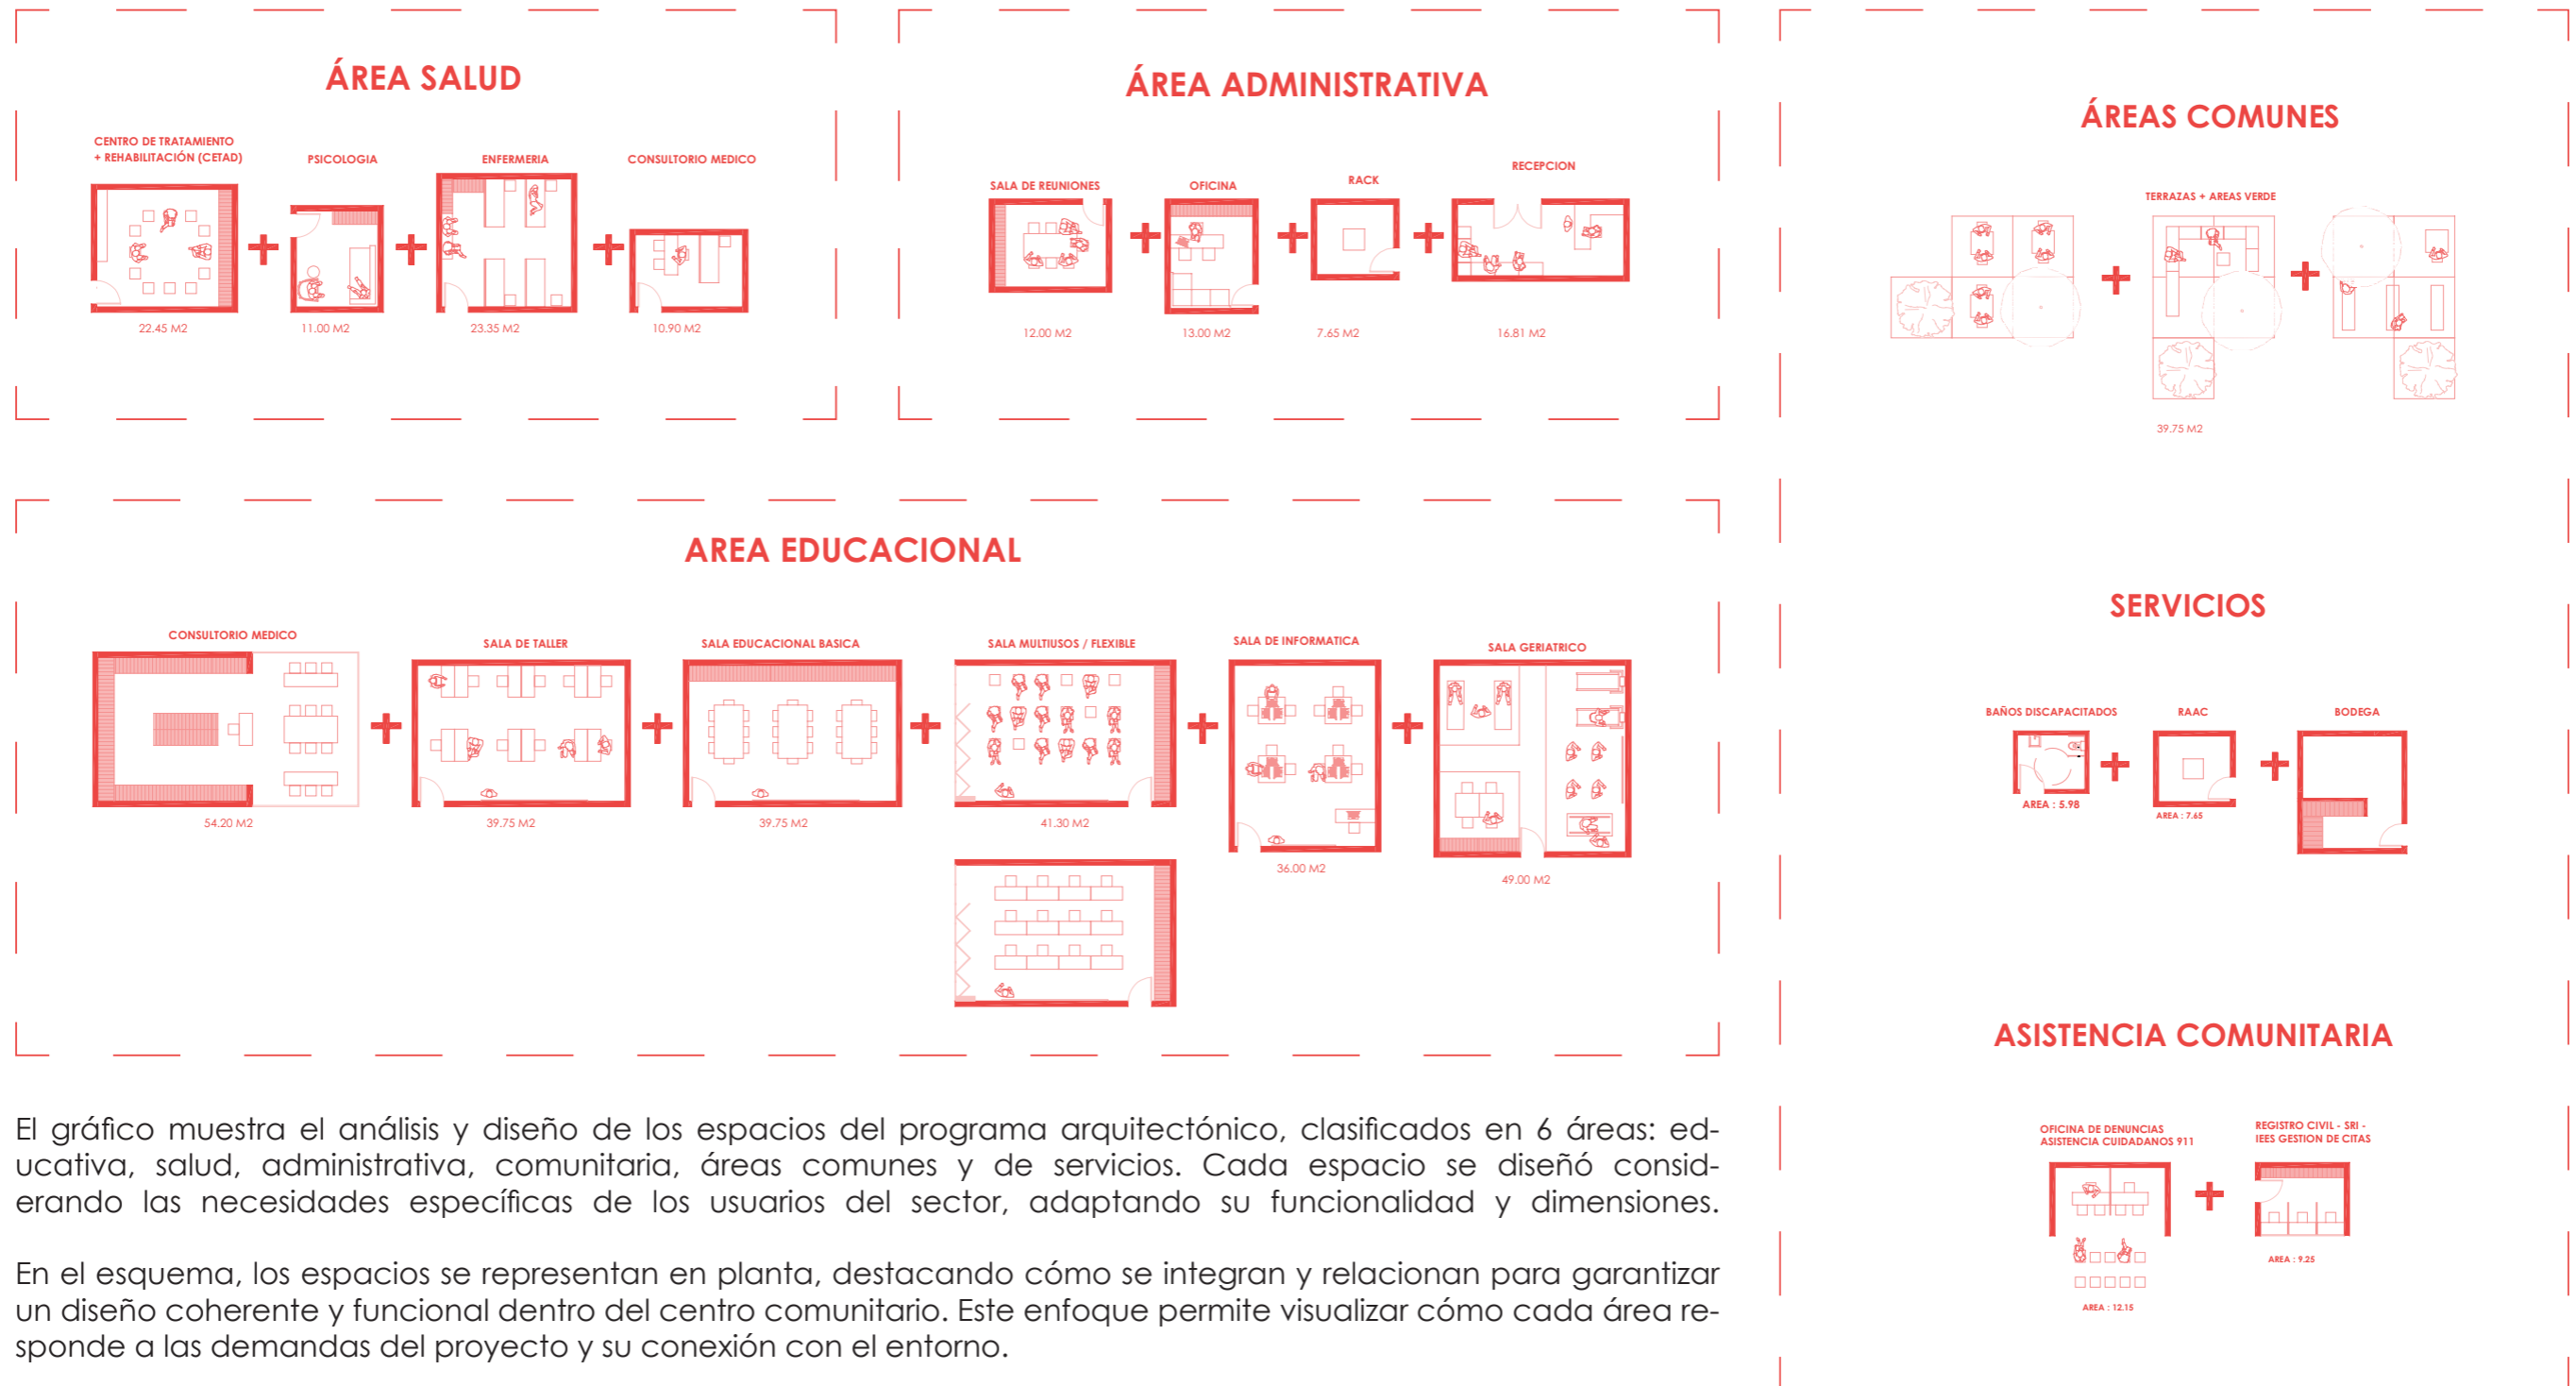 ÁREA SALUD
CENTRO DE TRATAMIENTO
+ REHABILITACIÓN (CETAD)
PSICOLOGIA
ENFERMERIA
CONSULTORIO MEDICO
22.45 M2
11.00 M2
23.35 M2
10.90 M2
ÁREA ADMINISTRATIVA
SALA DE REUNIONES
OFICINA
RACK
RECEPCION
12.00 M2
13.00 M2
7.65 M2
16.81 M2
ÁREAS COMUNES
TERRAZAS + AREAS VERDE
39.75 M2
AREA EDUCACIONAL
CONSULTORIO MEDICO
SALA DE TALLER
SALA EDUCACIONAL BASICA
SALA MULTIUSOS / FLEXIBLE
SALA DE INFORMATICA
SALA GERIATRICO
54.20 M2
39.75 M2
39.75 M2
41.30 M2
36.00 M2
49.00 M2
SERVICIOS
BAÑOS DISCAPACITADOS
RAAC
BODEGA
AREA : 5.98
AREA : 7.65
ASISTENCIA COMUNITARIA
OFICINA DE DENUNCIAS
ASISTENCIA CUIDADANOS 911
REGISTRO CIVIL - SRI -
IEES GESTION DE CITAS
AREA : 12.15
AREA : 9.25
El gráfico muestra el análisis y diseño de los espacios del programa arquitectónico, clasificados en 6 áreas: ed-
ucativa, salud, administrativa, comunitaria, áreas comunes y de servicios. Cada espacio se diseñó consid-
erando las necesidades específicas de los usuarios del sector, adaptando su funcionalidad y dimensiones.
En el esquema, los espacios se representan en planta, destacando cómo se integran y relacionan para garantizar
un diseño coherente y funcional dentro del centro comunitario. Este enfoque permite visualizar cómo cada área re-
sponde a las demandas del proyecto y su conexión con el entorno.